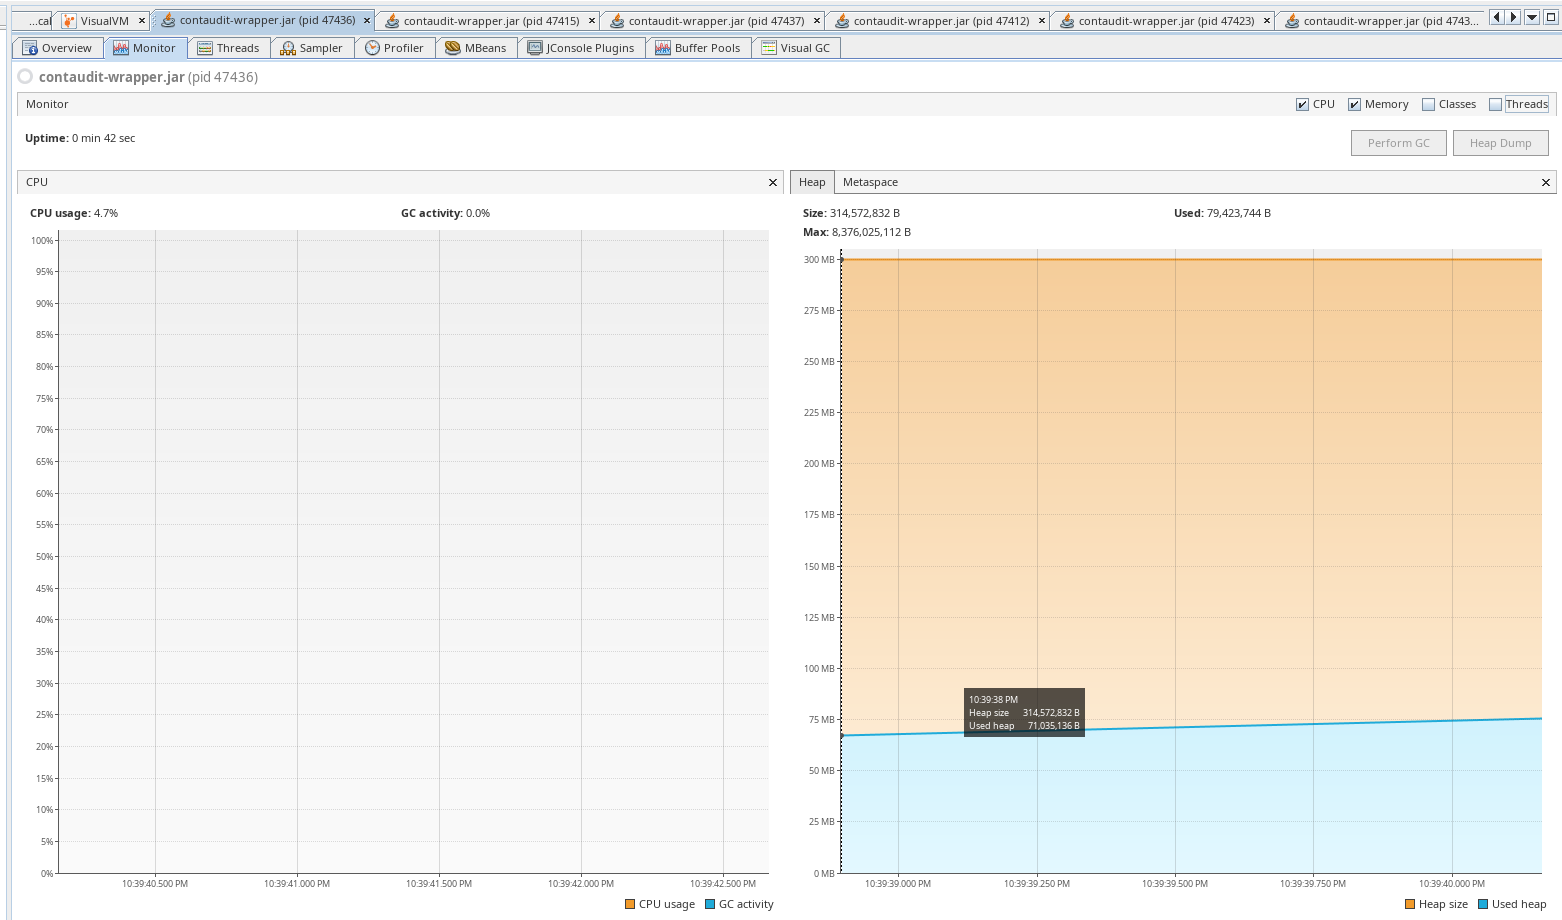 ...cal VisualVM contaudit-wrapper.jar (pid 47436) contaudit-wrapper.jar (pid 47415) contaudit-wrapper.jar (pid 47437) contaudit-wrapper.jar (pid 47412) contaudit-wrapper.jar (pid 47423) contaudit-wrapper.jar (pid 4743...
Overview Monitor Threads Sampler Profiler MBeans JConsole Plugins Buffer Pools Visual GC
contaudit-wrapper.jar (pid 47436)
Monitor CPU Memory Classes Threads
Uptime: 0 min 42 sec
Perform GC Heap Dump
CPU
CPU usage: 4.7% GC activity: 0.0%
100%
95%
90%
85%
80%
75%
70%
65%
60%
55%
50%
45%
40%
35%
30%
25%
20%
15%
10%
5%
0%
10:39:40.500 PM 10:39:41.000 PM 10:39:41.500 PM 10:39:42.000 PM 10:39:42.500 PM
CPU usage GC activity
Heap Metaspace
Size: 314,572,832 B Used: 79,423,744 B
Max: 8,376,025,112 B
300 MB
275 MB
250 MB
225 MB
200 MB
175 MB
150 MB
125 MB
100 MB
75 MB
50 MB
25 MB
0 MB
10:39:38 PM
Heap size 314,572,832 B
Used heap 71,035,136 B
10:39:39.000 PM 10:39:39.250 PM 10:39:39.500 PM 10:39:39.750 PM 10:39:40.000 PM
Heap size Used heap